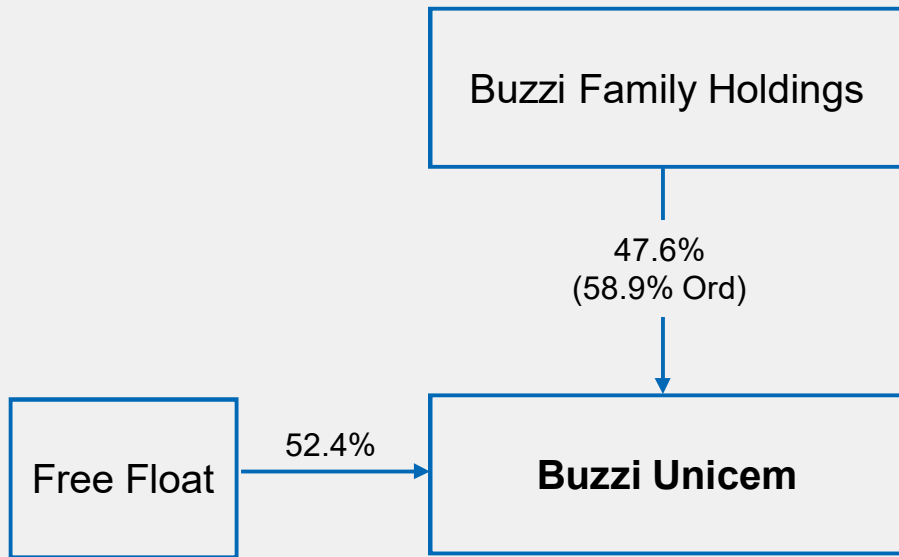 Buzzi Family Holdings
47.6%
(58.9% Ord)
52.4%
Free Float
Buzzi Unicem